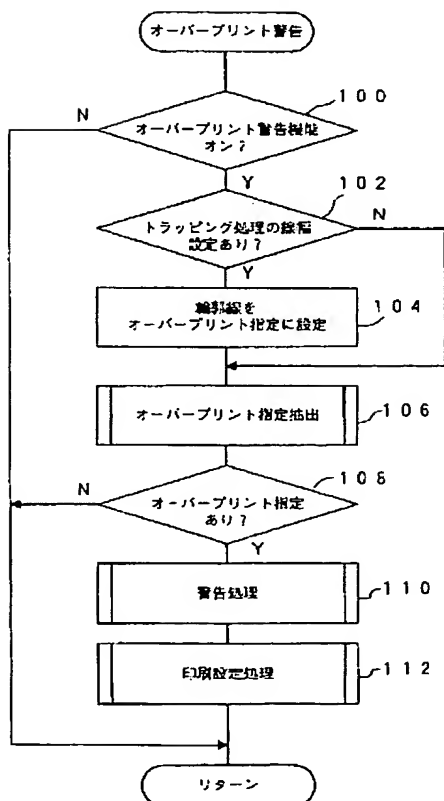 オーバープリント警告
100
N
オーバープリント警告機能
オン？
Y
102
N
トラッピング処理の線幅
設定あり？
Y
輪郭線を
オーバープリント指定に設定
104
オーバープリント指定抽出
106
108
N
オーバープリント指定
あり？
Y
警告処理
110
印刷設定処理
112
リターン